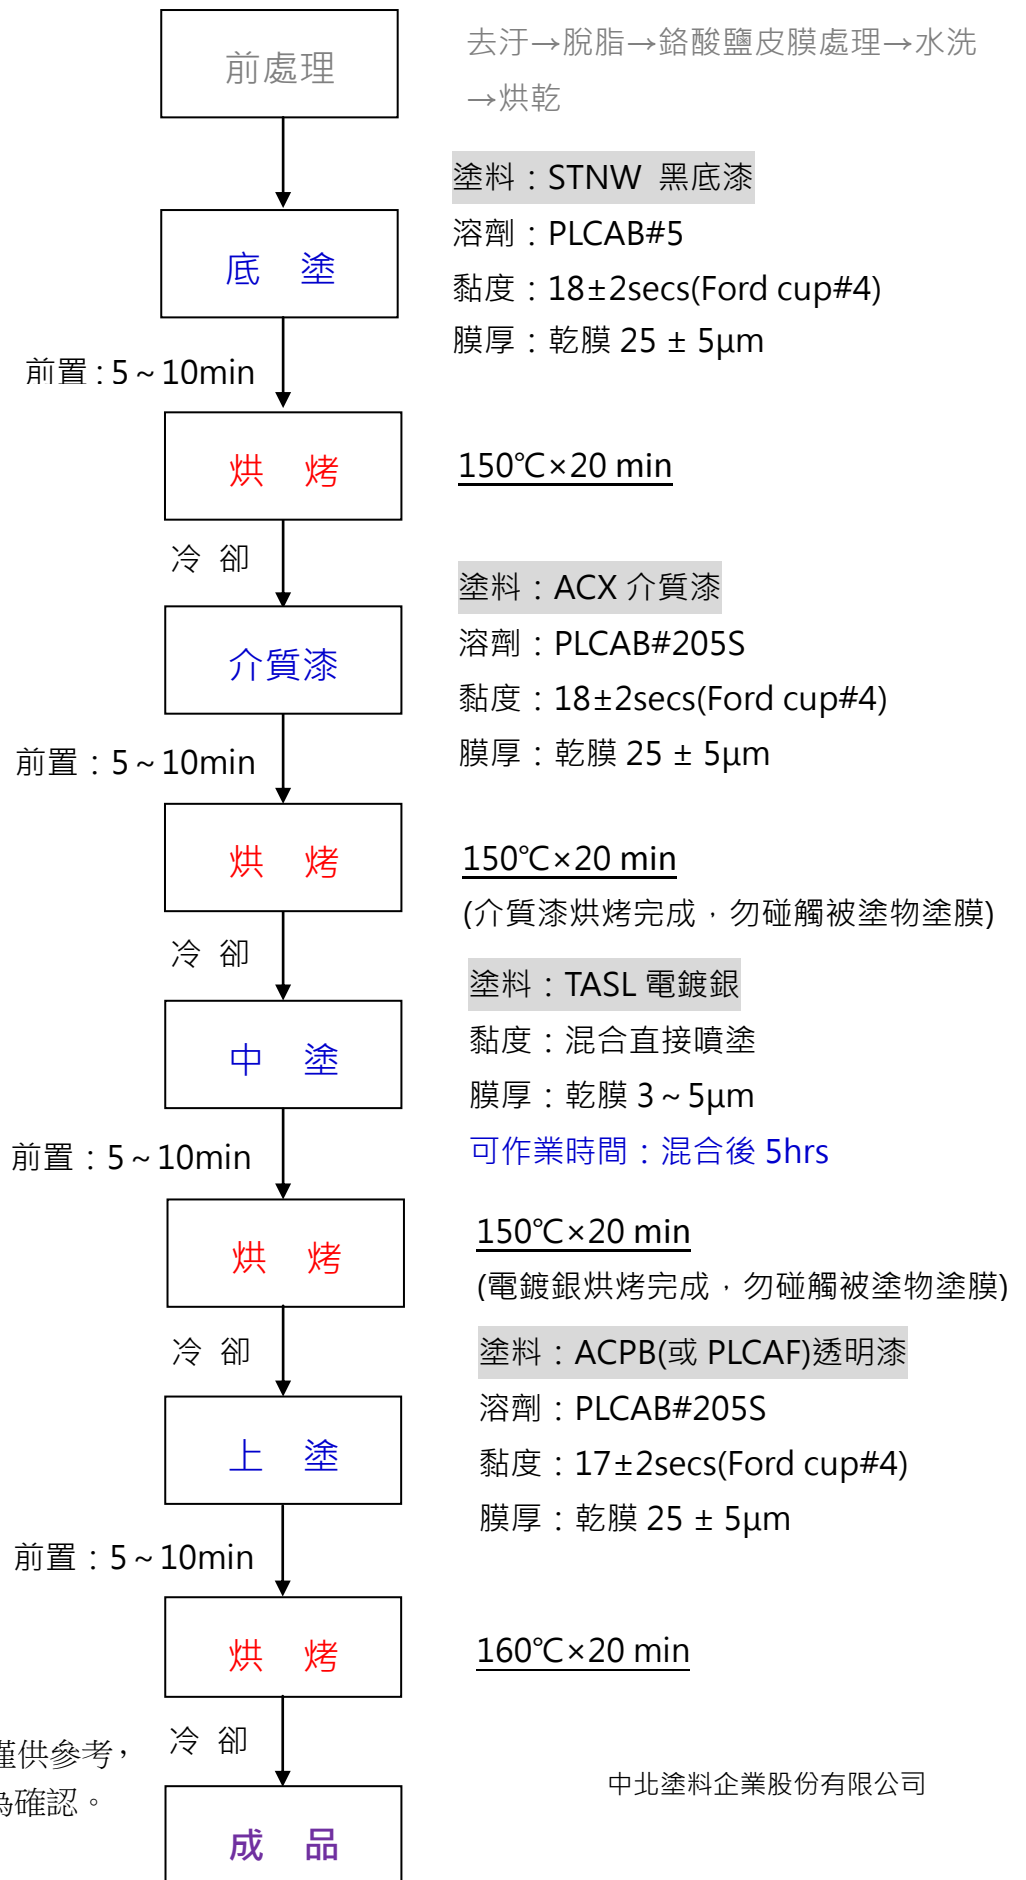 前處理
去汙→脫脂→鉻酸鹽皮膜處理→水洗
→烘乾
塗料：STNW 黑底漆
溶劑：PLCAB#5
底 塗
黏度：18±2secs(Ford cup#4)
膜厚：乾膜 25 ± 5μm
前置 : 5～10min
烘 烤
150℃×20 min
冷 卻
塗料：ACX 介質漆
溶劑：PLCAB#205S
介質漆
黏度：18±2secs(Ford cup#4)
膜厚：乾膜 25 ± 5μm
前置：5～10min
烘 烤
150℃×20 min
(介質漆烘烤完成，勿碰觸被塗物塗膜)
冷 卻
塗料：TASL 電鍍銀
黏度：混合直接噴塗
中 塗
膜厚：乾膜 3～5μm
可作業時間：混合後 5hrs
前置：5～10min
烘 烤
150℃×20 min
(電鍍銀烘烤完成，勿碰觸被塗物塗膜)
冷 卻
塗料：ACPB(或 PLCAF)透明漆
溶劑：PLCAB#205S
上 塗
黏度：17±2secs(Ford cup#4)
膜厚：乾膜 25 ± 5μm
前置：5～10min
烘 烤
160℃×20 min
冷 卻
僅供參考，
為確認。
中北塗料企業股份有限公司
成 品